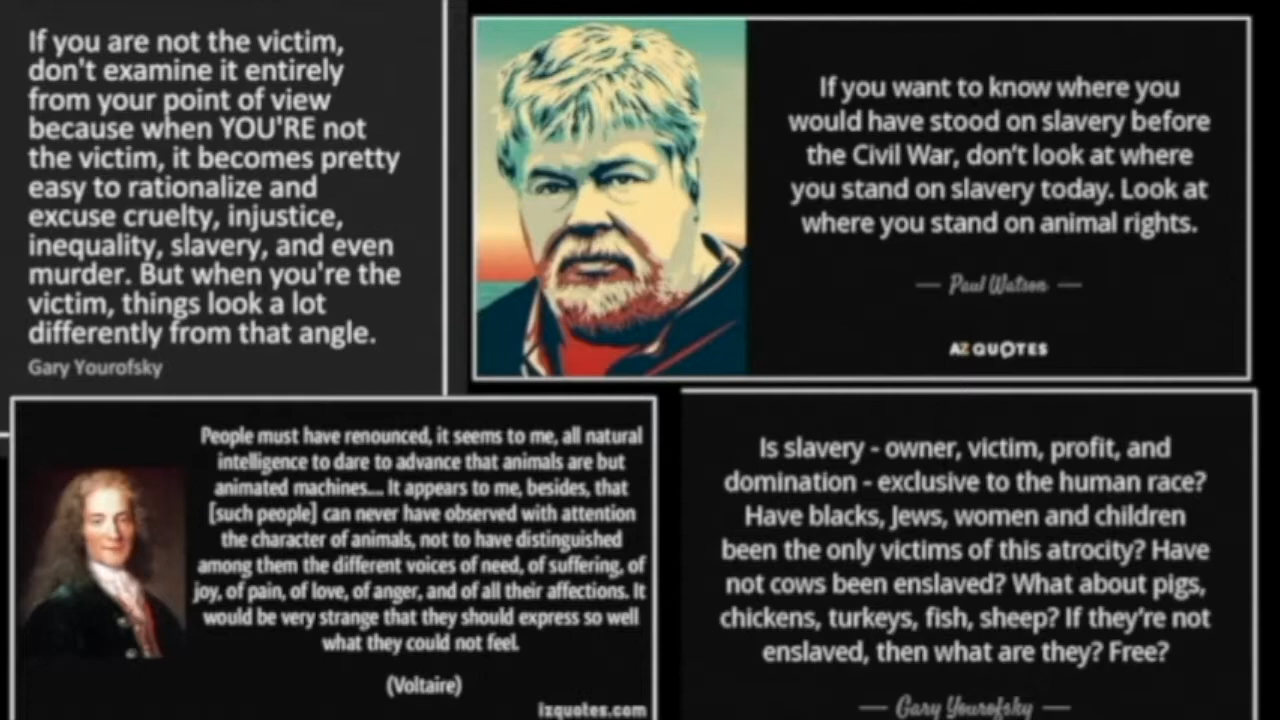 If you are not the victim,
don't examine it entirely
from your point of view
because when YOU'RE not
the victim, it becomes pretty
easy to rationalize and
excuse cruelty, injustice,
inequality, slavery, and even
murder. But when you're the
victim, things look a lot
differently from that angle.
Gary Yourofsky
If you want to know where you
would have stood on slavery before
the Civil War, don't look at where
you stand on slavery today. Look at
where you stand on animal rights.
— Paul Watson —
AZ QUOTES
People must have renounced, it seems to me, all natural
intelligence to dare to advance that animals are but
animated machines.... It appears to me, besides, that
[such people] can never have observed with attention
the character of animals, not to have distinguished
among them the different voices of need, of suffering, of
joy, of pain, of love, of anger, and of all their affections. It
would be very strange that they should express so well
what they could not feel.
(Voltaire)
izquotes.com
Is slavery - owner, victim, profit, and
domination - exclusive to the human race?
Have blacks, Jews, women and children
been the only victims of this atrocity? Have
not cows been enslaved? What about pigs,
chickens, turkeys, fish, sheep? If they're not
enslaved, then what are they? Free?
— Gary Yourofsky —